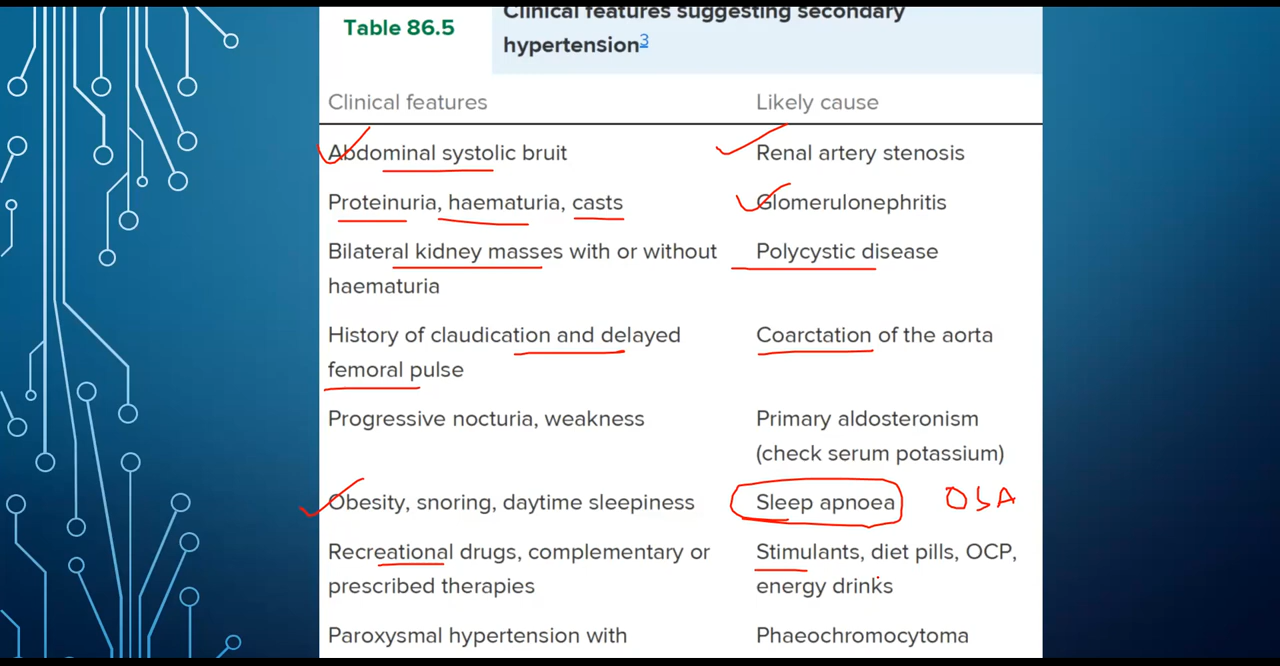 Table 86.5
Clinical features suggesting secondary
hypertension3
Clinical features
Likely cause
Abdominal systolic bruit
Renal artery stenosis
Proteinuria, haematuria, casts
Glomerulonephritis
Bilateral kidney masses with or without
haematuria
Polycystic disease
History of claudication and delayed
femoral pulse
Coarctation of the aorta
Progressive nocturia, weakness
Primary aldosteronism
(check serum potassium)
Obesity, snoring, daytime sleepiness
Sleep apnoea
OSA
Recreational drugs, complementary or
prescribed therapies
Stimulants, diet pills, OCP,
energy drinks
Paroxysmal hypertension with
Phaeochromocytoma